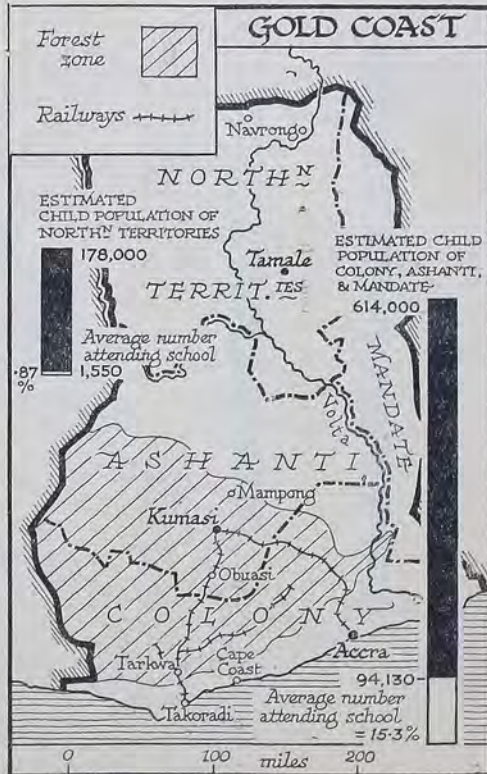 GOLD COAST
Forest
zone
Railways
Navrongo
NORTHN
ESTIMATED
CHILD POPULATION OF
NORTHN TERRITORIES
178,000
Tamale
TERRIT.IES
ESTIMATED CHILD
POPULATION OF
COLONY, ASHANTI,
& MANDATE
614,000
Average number
attending school
1,550
.87
%
MANDATE
Volta
ASHANTI
Mampong
Kumasi
Obuasi
COLONY
Accra
Tarkwa
Cape
Coast
Takoradi
94,130
Average number
attending school
= 15.3%
0 100 200
miles